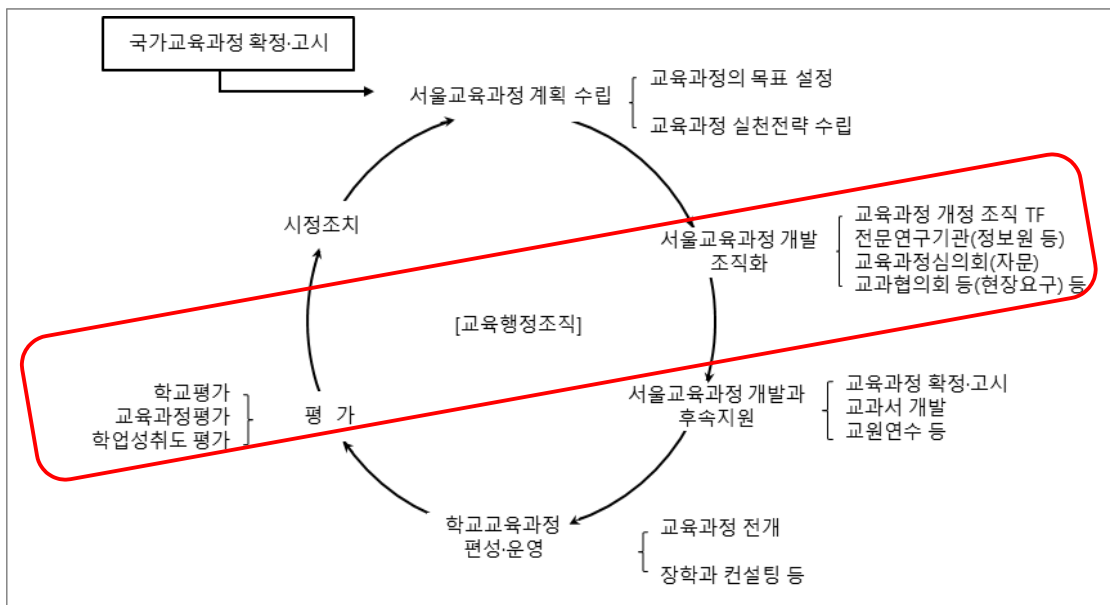 국가교육과정 확정·고시
서울교육과정 계획 수립
교육과정의 목표 설정
교육과정 실천전략 수립
시정조치
서울교육과정 개발
조직화
교육과정 개정 조직 TF
전문연구기관(정보원 등)
교육과정심의회(자문)
교과협의회 등(현장요구) 등
[교육행정조직]
학교평가
교육과정평가
학업성취도 평가
평 가
서울교육과정 개발과
후속지원
교육과정 확정·고시
교과서 개발
교원연수 등
학교교육과정
편성·운영
교육과정 전개
장학과 컨설팅 등